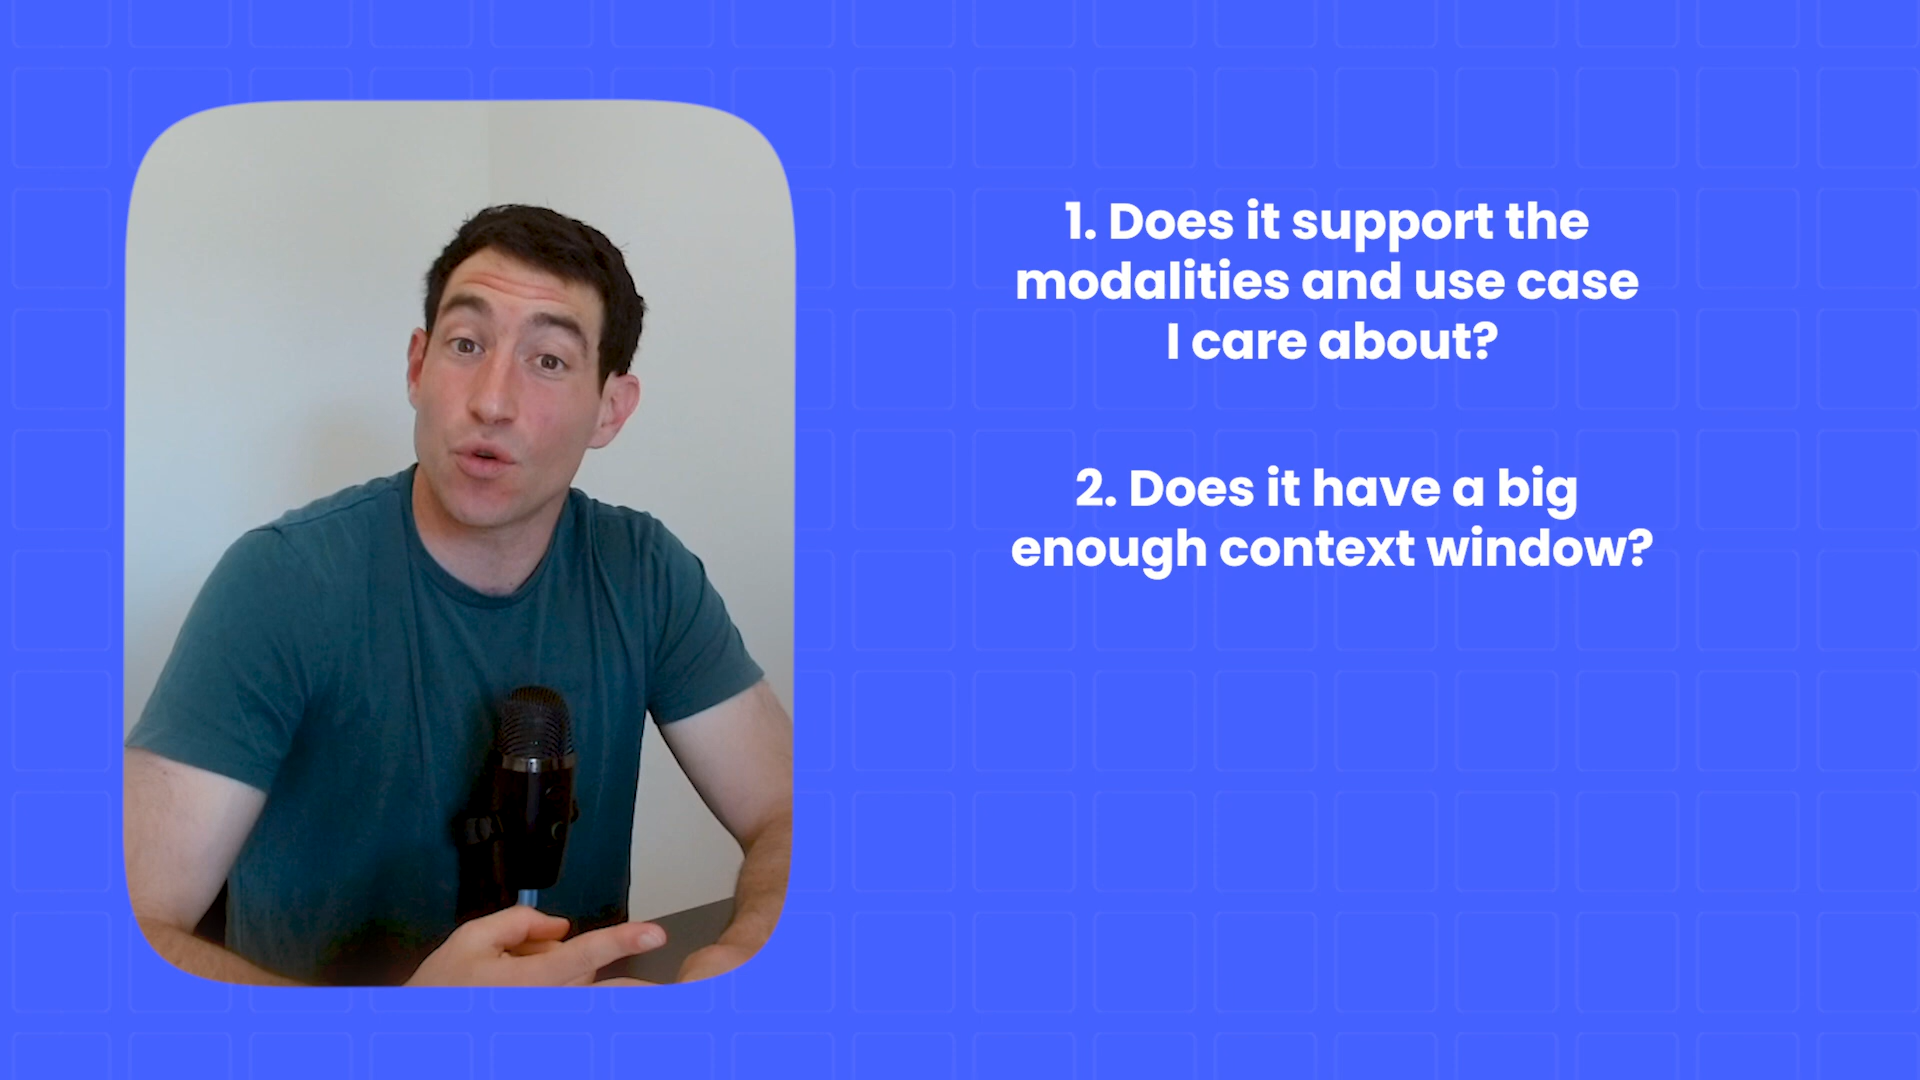 1. Does it support the
modalities and use case
I care about?
2. Does it have a big
enough context window?